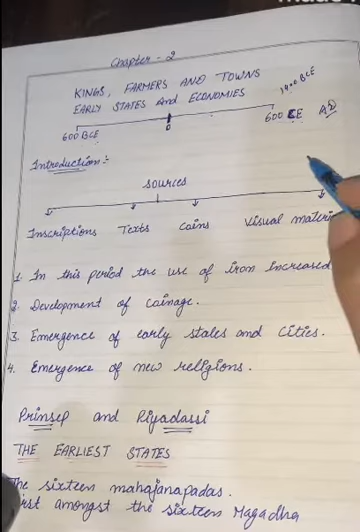 Chapter - 2
KINGS, FARMERS AND TOWNS
EARLY STATES and ECONOMIES
1900 BCE
600 BCE
0
600 CE AD
Introduction :-
sources
Inscriptions Texts Coins Visual materi
1. In this period the use of iron increased
2. Development of coinage.
3. Emergence of early states and cities.
4. Emergence of new religions.
Prinsep and Piyadassi
THE EARLIEST STATES
The sixteen mahajanapadas.
amongst the sixteen Magadha